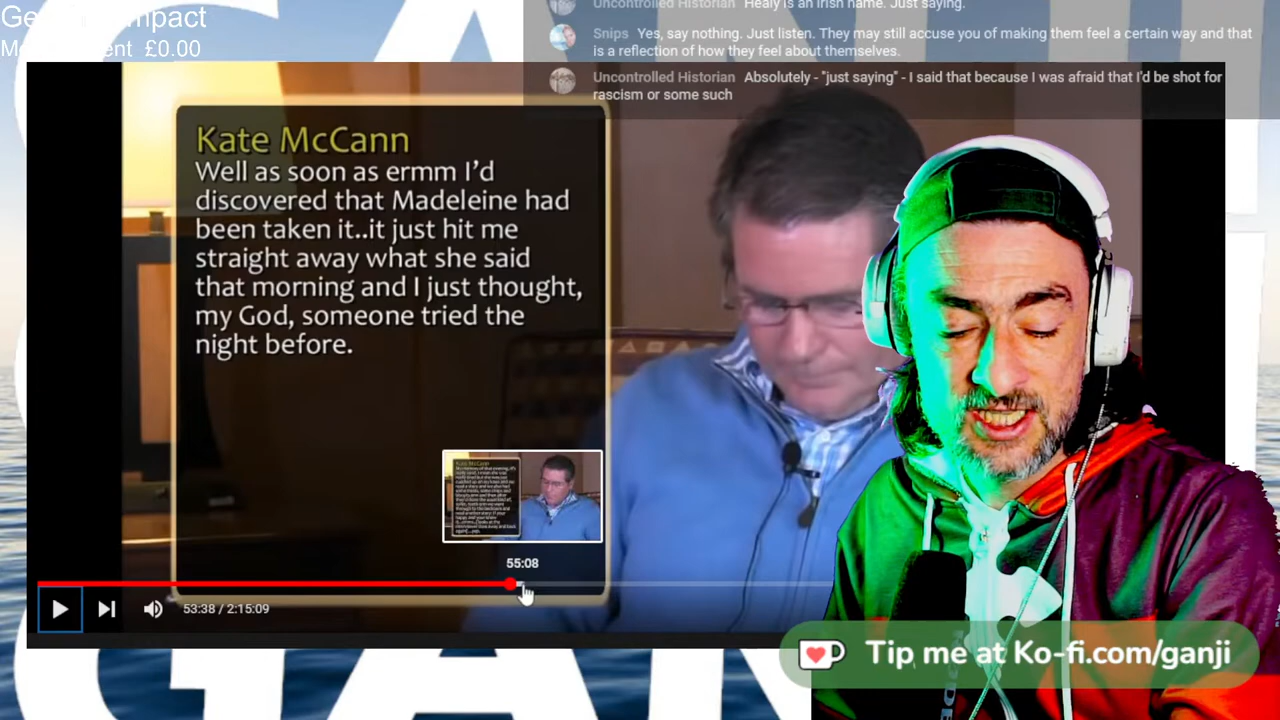 Uncontrolled Historian Healy is an Irish name. Just saying.
Snips Yes, say nothing. Just listen. They may still accuse you of making them feel a certain way and that
is a reflection of how they feel about themselves.
Uncontrolled Historian Absolutely - "just saying" - I said that because I was afraid that I'd be shot for
rascism or some such
mpact
£0.00
Kate McCann
Well as soon as ermm I'd
discovered that Madeleine had
been taken it..it just hit me
straight away what she said
that morning and I just thought,
my God, someone tried the
night before.
55:08
53:38 / 2:15:09
Tip me at Ko-fi.com/ganji